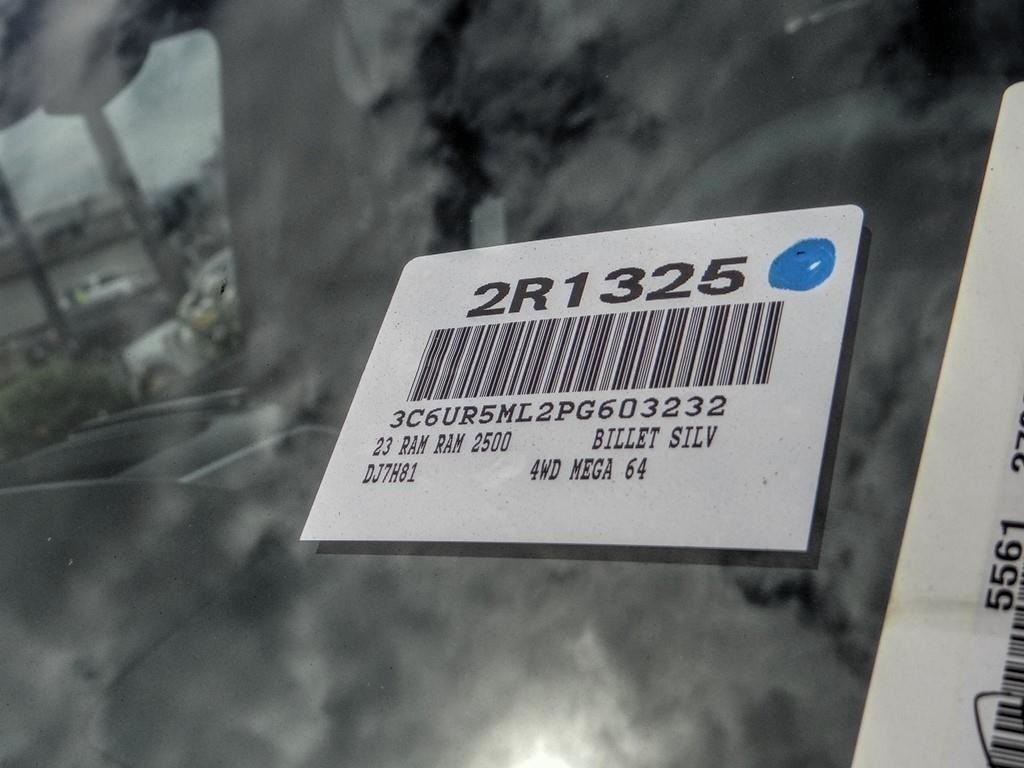 2R1325
3C6UR5ML2PG603232
23 RAM RAM 2500 BILLET SILV
DJ7H81 4WD MEGA 64
5561